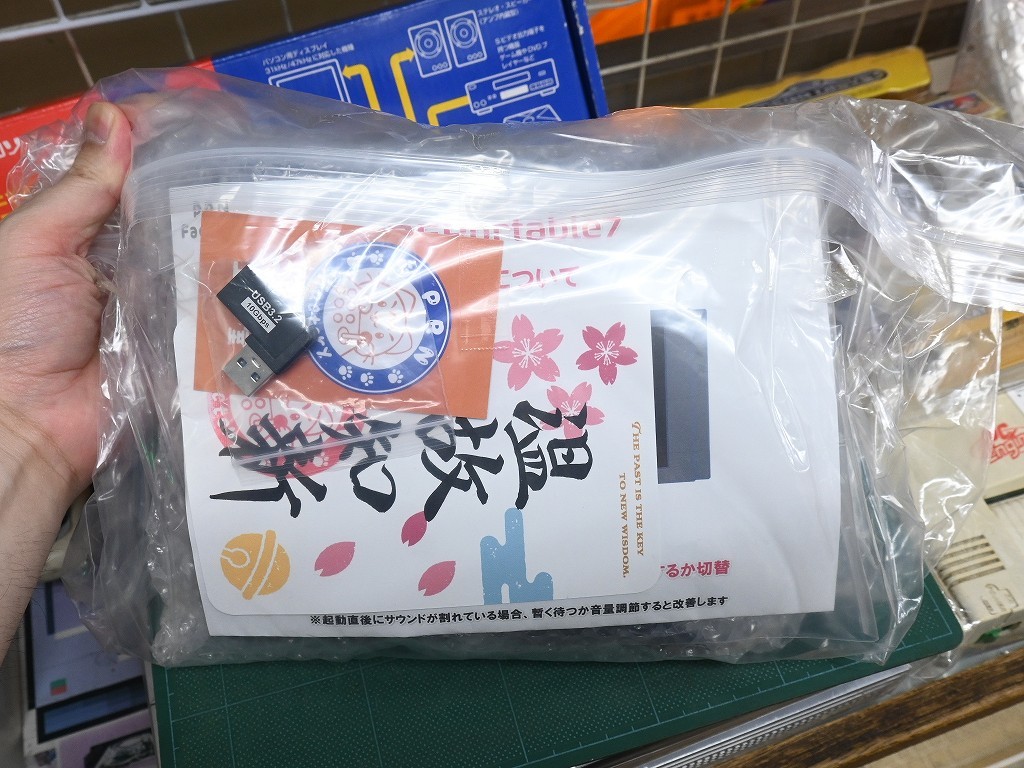 パソコン用ディスプレイ
31kHz/47kHzに対応した機種
ステレオ・スピーカー
(アンプ内蔵型)
Sビデオ出力端子を
持つ機器
ゲーム機やDVDプ
レイヤーなど
について
USB3.2
10Gbps
PBN
温故知新
THE PAST IS THE KEY
TO NEW WISDOM.
するか切替
※起動直後にサウンドが割れている場合、暫く待つか音量調節すると改善します